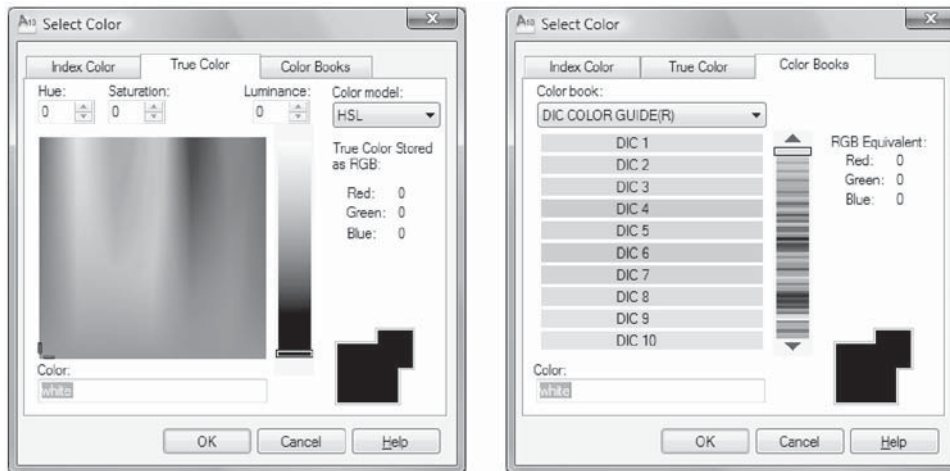 Select Color
Index Color
True Color
Color Books
Hue:
Saturation:
Luminance:
Color model:
0
0
0
HSL
True Color Stored
as RGB:
Red: 0
Green: 0
Blue: 0
Color:
white
OK
Cancel
Help
Select Color
Index Color
True Color
Color Books
Color book:
DIC COLOR GUIDE(R)
DIC 1
DIC 2
DIC 3
DIC 4
DIC 5
DIC 6
DIC 7
DIC 8
DIC 9
DIC 10
RGB Equivalent:
Red: 0
Green: 0
Blue: 0
Color:
white
OK
Cancel
Help